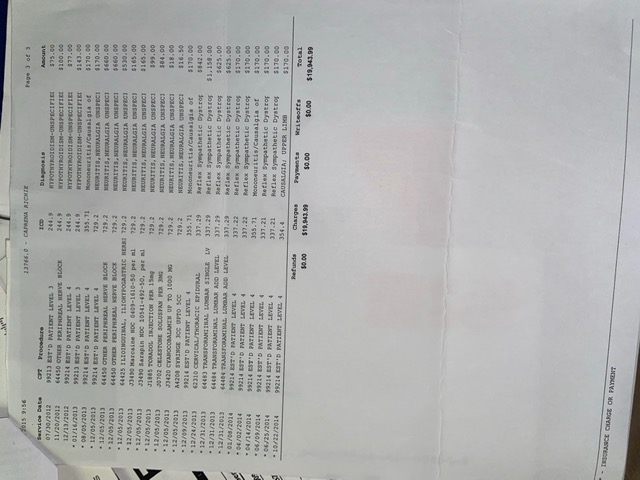 2015 9:56 13766.0 - CAPRENA RICHIE Page 3 of 3
Service Date CPT Procedure ICD Diagnosis Amount
07/30/2012 99213 EST'D PATIENT LEVEL 3 244.9 HYPOTHYROIDISM-UNSPECIFIEI $75.00
11/20/2012 64450 OTHER PERIPHREAL NERVE BLOCK 244.9 HYPOTHYROIDISM-UNSPECIFIEI $100.00
12/13/2012 99214 EST'D PATIENT LEVEL 4 244.9 HYPOTHYROIDISM-UNSPECIFIEI $77.00
* 01/16/2013 99213 EST'D PATIENT LEVEL 3 244.9 HYPOTHYROIDISM-UNSPECIFIEI $143.00
* 08/05/2013 99214 EST'D PATIENT LEVEL 4 355.71 Mononeuritis/Causalgia of $170.00
* 12/05/2013 99214 EST'D PATIENT LEVEL 4 729.2 NEURITIS,NEURALGIA UNSPECI $170.00
* 12/05/2013 64450 OTHER PERIPHREAL NERVE BLOCK 729.2 NEURITIS,NEURALGIA UNSPECI $660.00
* 12/05/2013 64450 OTHER PERIPHREAL NERVE BLOCK 729.2 NEURITIS,NEURALGIA UNSPECI $660.00
* 12/05/2013 64425 ILIOINGUINAL, ILIOHYPOGASTRIC NERE 729.2 NEURITIS,NEURALGIA UNSPECI $530.00
* 12/05/2013 J3490 Marcaine NDC 0409-1610-50 per ml 729.2 NEURITIS,NEURALGIA UNSPECI $165.00
* 12/05/2013 J3490 Sarapin NDC 10541-492-50, per ml 729.2 NEURITIS,NEURALGIA UNSPECI $165.00
* 12/05/2013 J1885 TORADOL INJECTION PER 15mg 729.2 NEURITIS,NEURALGIA UNSPECI $99.00
* 12/05/2013 J0702 CELESTONE SOLUSPAN PER 3MG 729.2 NEURITIS,NEURALGIA UNSPECI $84.00
* 12/05/2013 J3420 CYANOCOBALAMIN UP TO 1000 MG 729.2 NEURITIS,NEURALGIA UNSPECI $18.00
* 12/05/2013 A4208 SYRINGE 3CC UPTO 5CC 729.2 NEURITIS,NEURALGIA UNSPECI $16.50
* 12/09/2013 99214 EST'D PATIENT LEVEL 4 355.71 Mononeuritis/Causalgia of $170.00
* 12/24/2013 62310 CERVICAL/THORACIC EPIDURAL 337.29 Reflex Sympathetic Dystrop $842.00
* 12/31/2013 64483 TRANSFORAMINAL LUMBAR SINGLE LV 337.29 Reflex Sympathetic Dystrop $1,158.00
* 12/31/2013 64484 TRANSFORAMINAL LUMBAR ADD LEVEL 337.29 Reflex Sympathetic Dystrop $625.00
* 12/31/2013 64484 TRANSFORAMINAL LUMBAR ADD LEVEL 337.29 Reflex Sympathetic Dystrop $625.00
* 01/08/2014 99214 EST'D PATIENT LEVEL 4 337.22 Reflex Sympathetic Dystrop $170.00
* 04/02/2014 99214 EST'D PATIENT LEVEL 4 337.22 Reflex Sympathetic Dystrop $170.00
* 04/14/2014 99214 EST'D PATIENT LEVEL 4 355.71 Mononeuritis/Causalgia of $170.00
* 06/09/2014 99214 EST'D PATIENT LEVEL 4 337.21 Reflex Sympathetic Dystrop $170.00
* 06/25/2014 99214 EST'D PATIENT LEVEL 4 337.21 Reflex Sympathetic Dystrop $170.00
* 10/22/2014 99214 EST'D PATIENT LEVEL 4 354.4 CAUSALGIA; UPPER LIMB $170.00
Refunds Charges Payments Writeoffs Total
$0.00 $19,943.99 $0.00 $0.00 $19,943.99
* - INSURANCE CHARGE OR PAYMENT